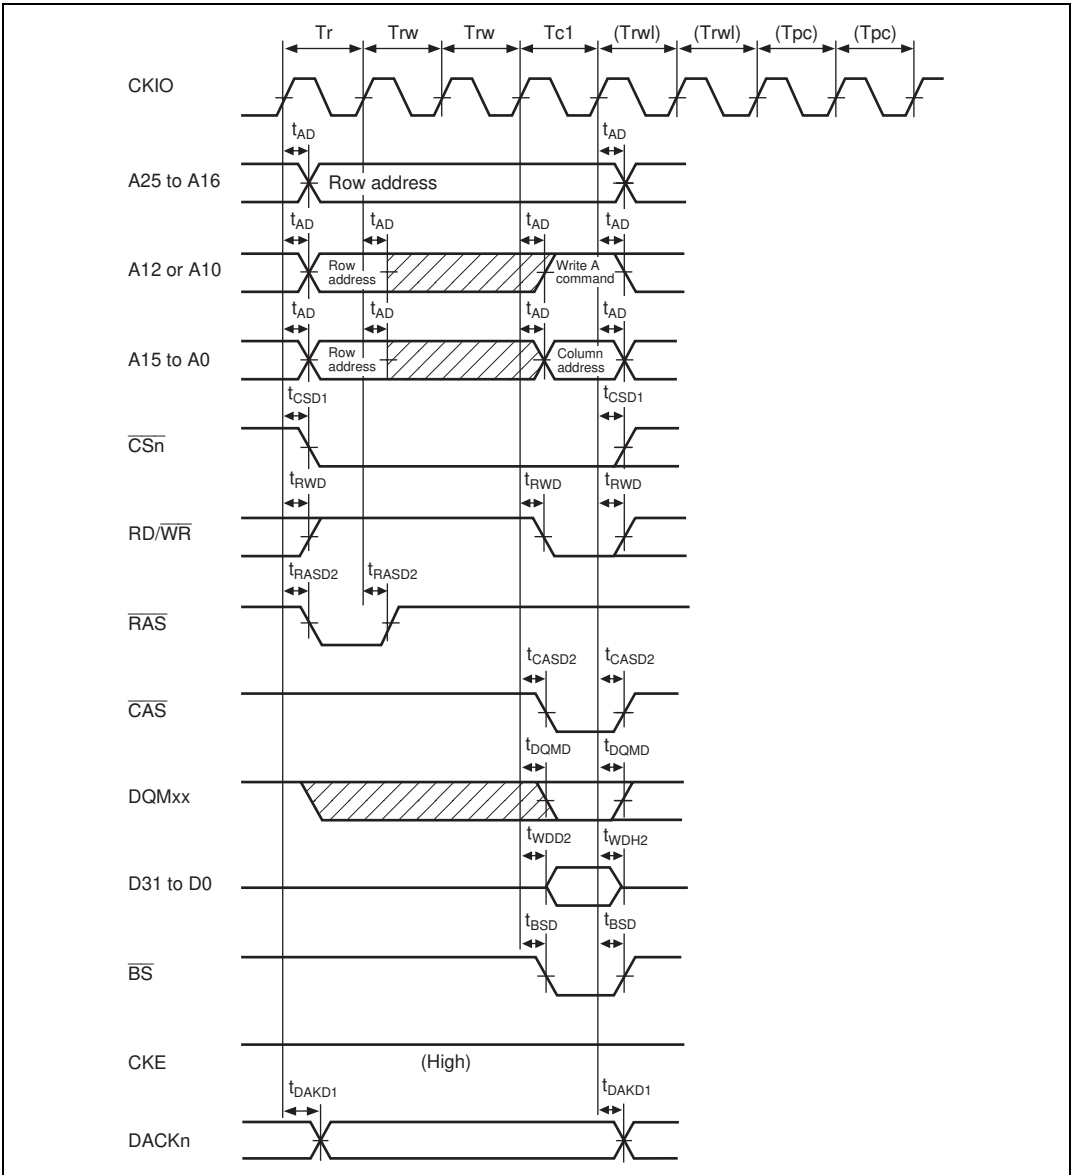 Tr Trw Trw Tc1 (Trwl) (Trwl) (Tpc) (Tpc)
CKIO
tAD tAD
A25 to A16 Row address
tAD tAD tAD tAD
A12 or A10 Row address Write A command
tAD tAD tAD tAD
A15 to A0 Row address Column address
tCSD1 tCSD1
CSn
tRWD tRWD tRWD
RD/WR
tRASD2 tRASD2
RAS
tCASD2 tCASD2
CAS
tDQMD tDQMD
DQMxx
tWDD2 tWDH2
D31 to D0
tBSD tBSD
BS
CKE (High)
tDAKD1 tDAKD1
DACKn